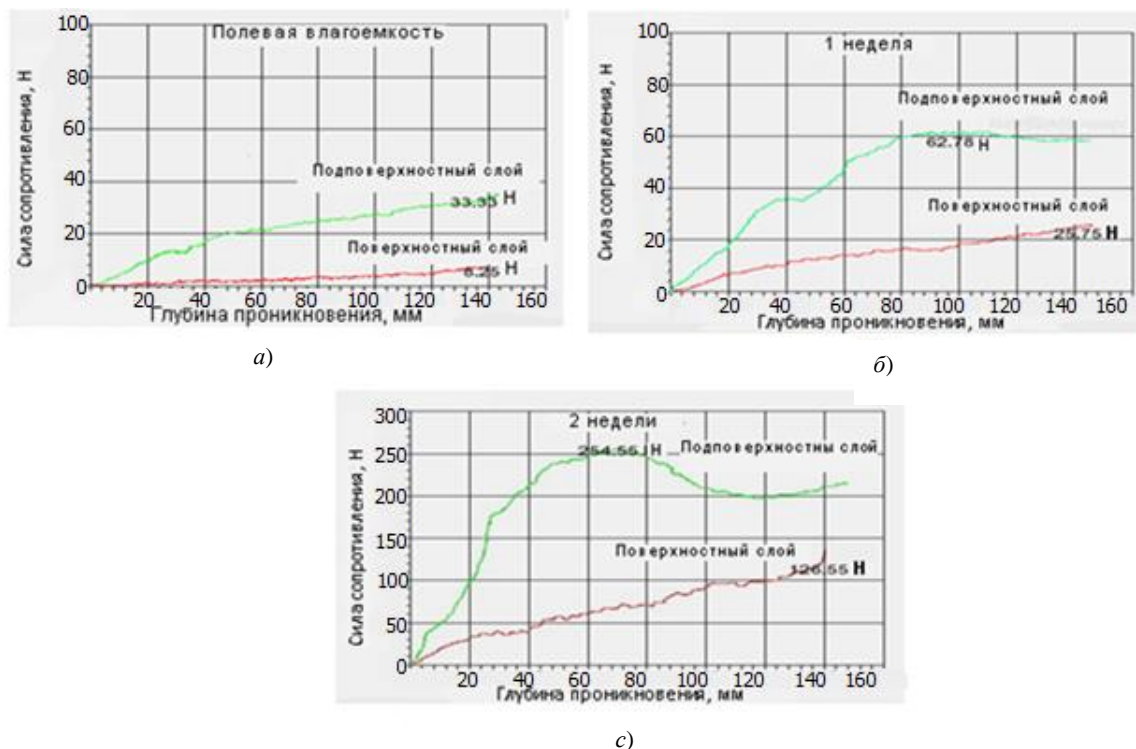 Полевая влагоемкость
Сила сопротивления, Н
100
80
60
40
20
0
Подповерхностный слой
33.33 Н
Поверхностный слой
6.25 Н
20 40 60 80 100 120 140 160
Глубина проникновения, мм
а)
1 неделя
Сила сопротивления, Н
100
80
60
40
20
0
Подповерхностный слой
62.78 Н
Подповерхностный слой
25.75 Н
20 40 60 80 100 120 140 160
Глубина проникновения, мм
б)
2 недели
Сила сопротивления, Н
300
250
200
150
100
50
0
254.55 Н
Подповерхностны слой
Поверхностный слой
126.55 Н
20 40 60 80 100 120 140 160
Глубина проникновения, мм
с)